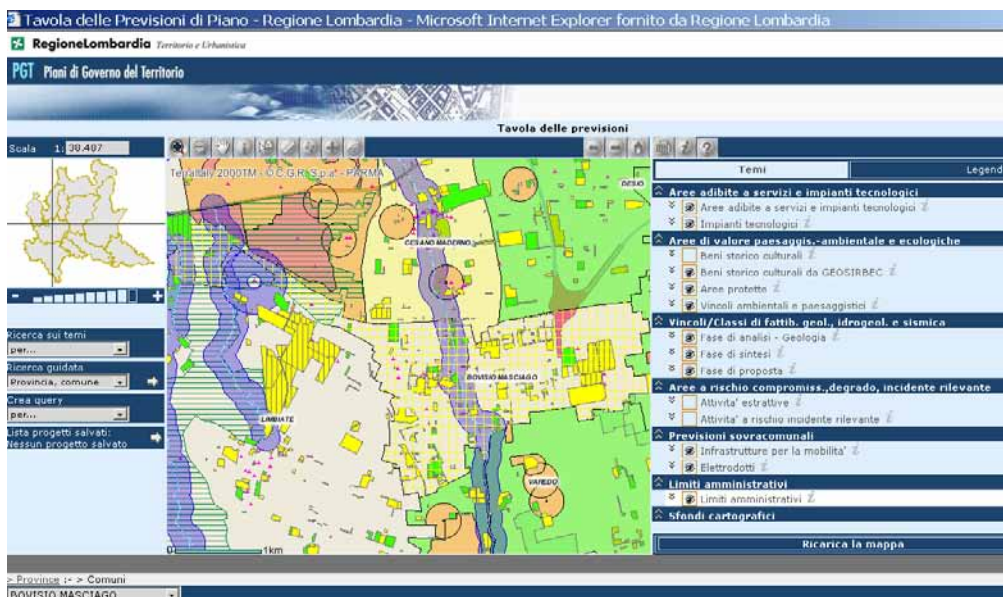 Tavola delle Previsioni di Piano - Regione Lombardia - Microsoft Internet Explorer fornito da Regione Lombardia
RegioneLombardia Territorio e Urbanistica
PGT Piani di Governo del Territorio
Tavola delle previsioni
Scala 1: 38.407
Ricerca sui temi
per...
Ricerca guidata
Provincia, comune
Crea query
per...
Lista progetti salvati:
Nessun progetto salvato
TerraItaly 2000TM - © C.G.R. S.p.a. - PARMA
DESIO
CESANO MADERNO
BOVISIO MASCIAGO
LIMBIATE
VAREDO
0 1km
Temi Legend
Aree adibite a servizi e impianti tecnologici
Aree adibite a servizi e impianti tecnologici i
Impianti tecnologici i
Aree di valore paesaggis.-ambientale e ecologiche
Beni storico culturali i
Beni storico culturali da GEOSIRBEC i
Aree protette i
Vincoli ambientali e paesaggistici i
Vincoli/Classi di fattib. geol., idrogeol. e sismica
Fase di analisi - Geologia i
Fase di sintesi i
Fase di proposta i
Aree a rischio compromiss.,degrado, incidente rilevante
Attivita' estrattive i
Attivita' a rischio incidente rilevante i
Previsioni sovracomunali
Infrastrutture per la mobilita' i
Elettrodotti i
Limiti amministrativi
Limiti amministrativi i
Sfondi cartografici
Ricarica la mappa
> Province :< > Comuni
BOVISIO MASCIAGO